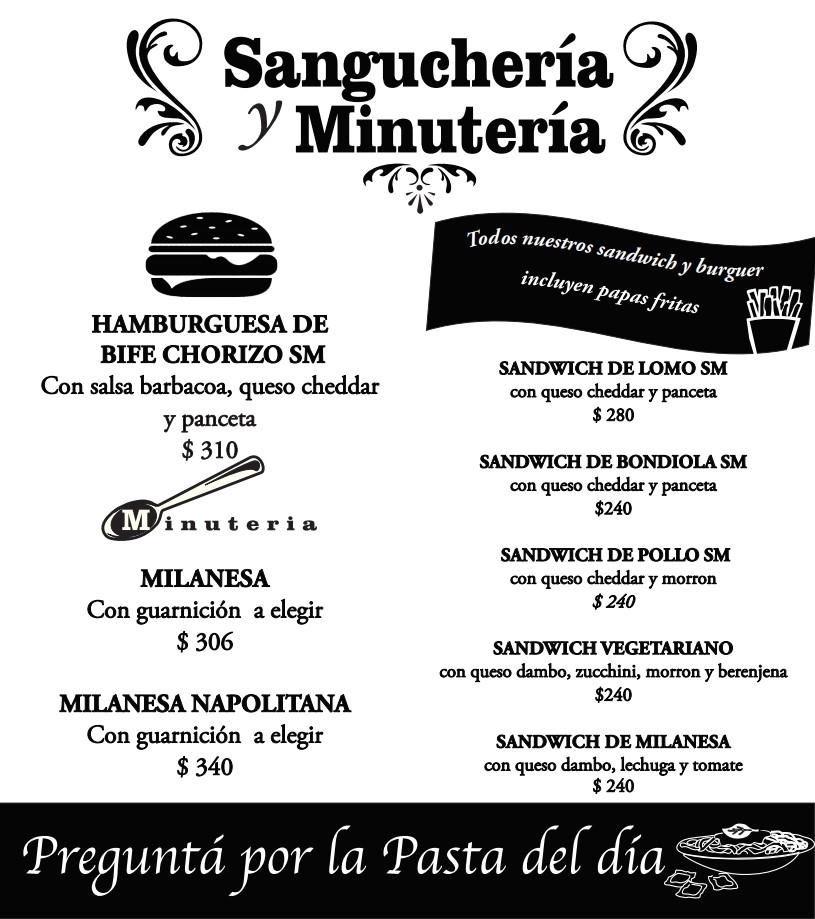 Sanguchería
y Minutería
HAMBURGUESA DE
BIFE CHORIZO SM
Con salsa barbacoa, queso cheddar
y panceta
$ 310
Minuteria
MILANESA
Con guarnición a elegir
$ 306
MILANESA NAPOLITANA
Con guarnición a elegir
$ 340
Todos nuestros sandwich y burguer
incluyen papas fritas
SANDWICH DE LOMO SM
con queso cheddar y panceta
$ 280
SANDWICH DE BONDIOLA SM
con queso cheddar y panceta
$240
SANDWICH DE POLLO SM
con queso cheddar y morron
$ 240
SANDWICH VEGETARIANO
con queso dambo, zucchini, morron y berenjena
$240
SANDWICH DE MILANESA
con queso dambo, lechuga y tomate
$ 240
Preguntá por la Pasta del día